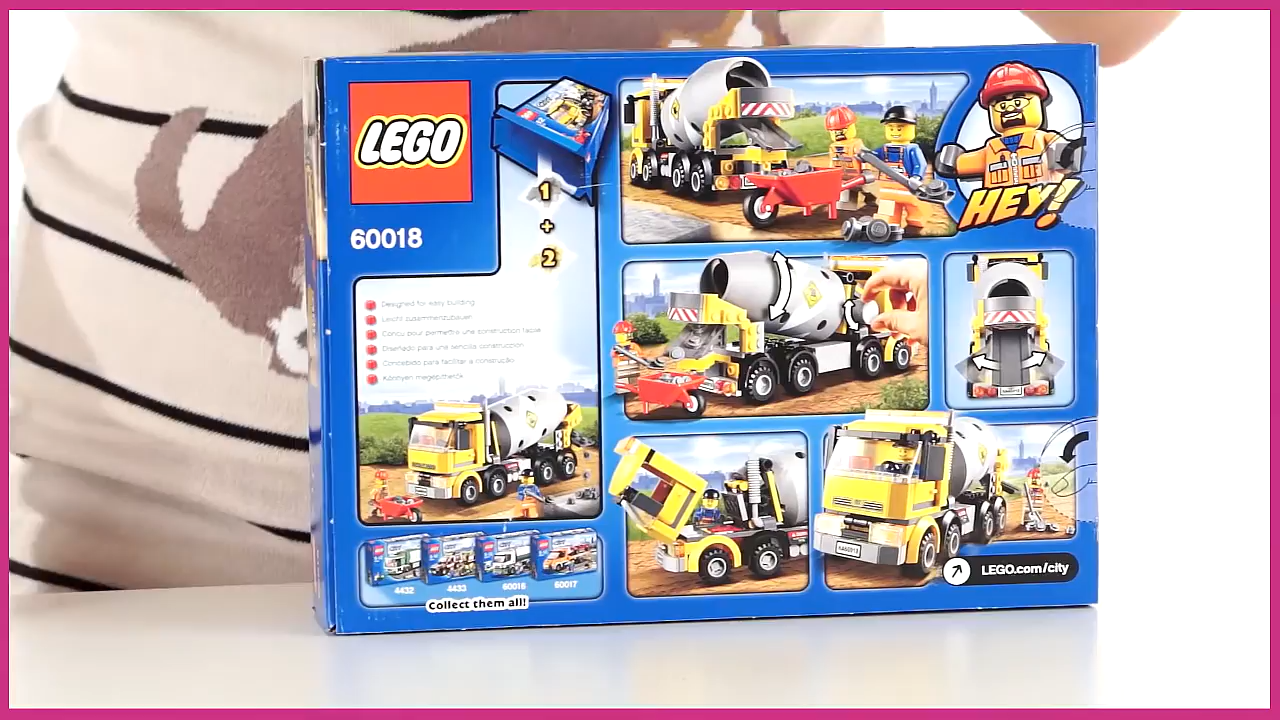 LEGO
60018
1
+
2
HEY!
Designed for easy building
Leicht zusammenzubauen
Conçu pour permettre une construction facile
Diseñado para una sencilla construcción
Concebido para facilitar a construção
Könnyen megépíthető
4432
4433
60016
60017
Collect them all!
LEGO.com/city